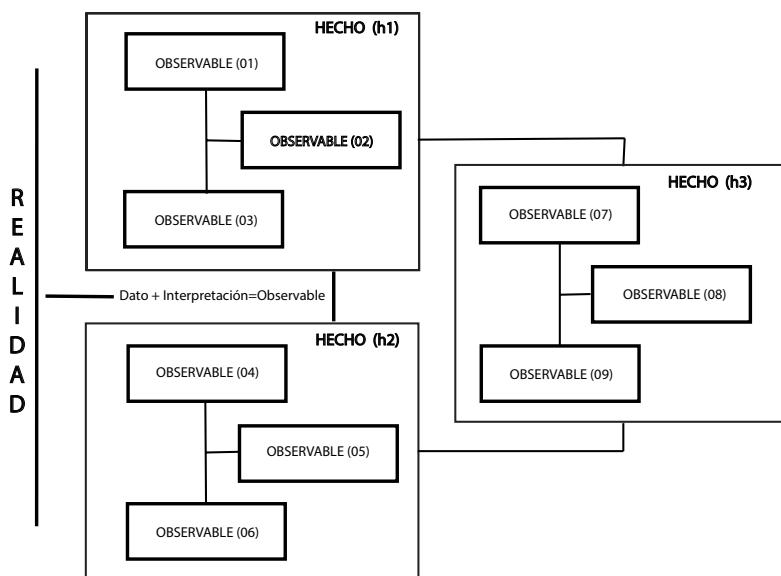 REALIDAD
HECHO (h1)
OBSERVABLE (01)
OBSERVABLE (02)
OBSERVABLE (03)
Dato + Interpretación=Observable
HECHO (h2)
OBSERVABLE (04)
OBSERVABLE (05)
OBSERVABLE (06)
HECHO (h3)
OBSERVABLE (07)
OBSERVABLE (08)
OBSERVABLE (09)